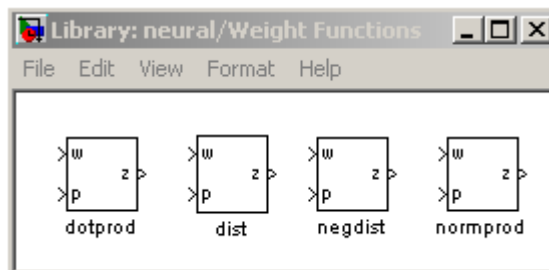 Library: neural/Weight Functions
File Edit View Format Help
w w w w
z z z z
p p p p
dotprod dist negdist normprod